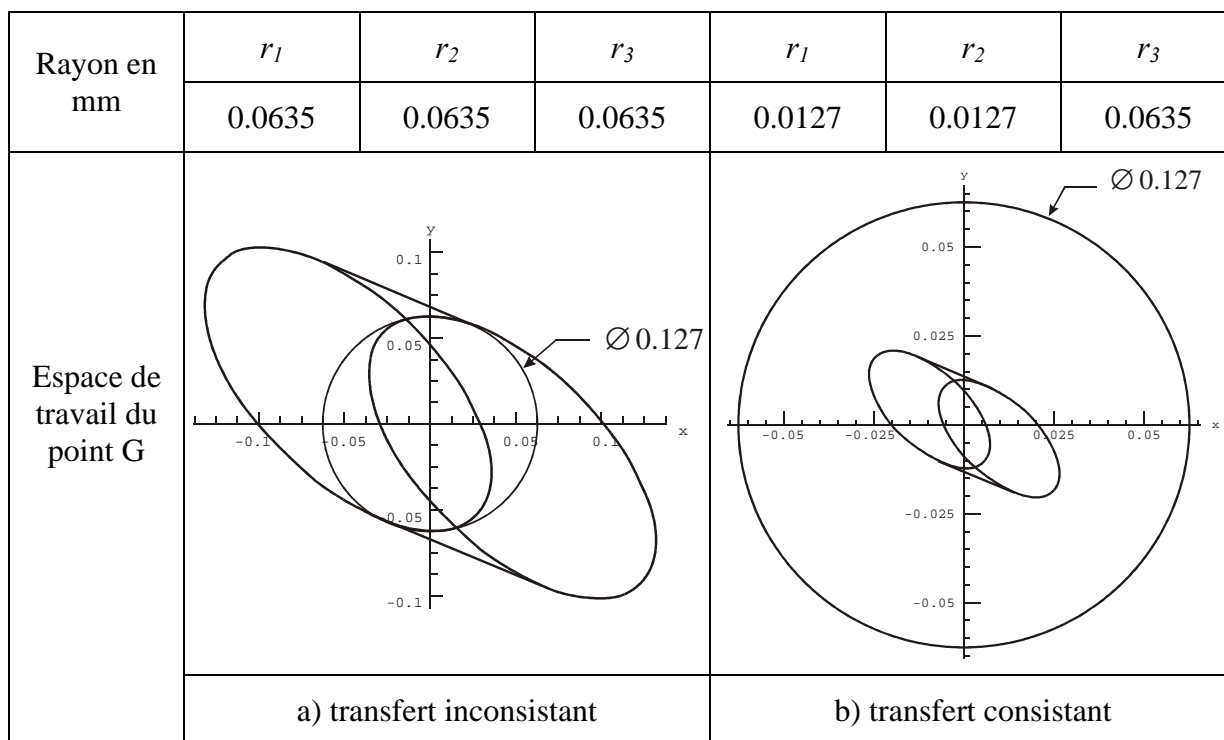 Rayon en
mm
r1 r2 r3 r1 r2 r3
0.0635 0.0635 0.0635 0.0127 0.0127 0.0635
Espace de
travail du
point G
y
0.1
0.05
-0.1 -0.05 0.05 0.1 x
-0.05
-0.1
∅ 0.127
y
∅ 0.127
0.05
0.025
-0.05 -0.025 0.025 0.05 x
-0.025
-0.05
a) transfert inconsistant b) transfert consistant